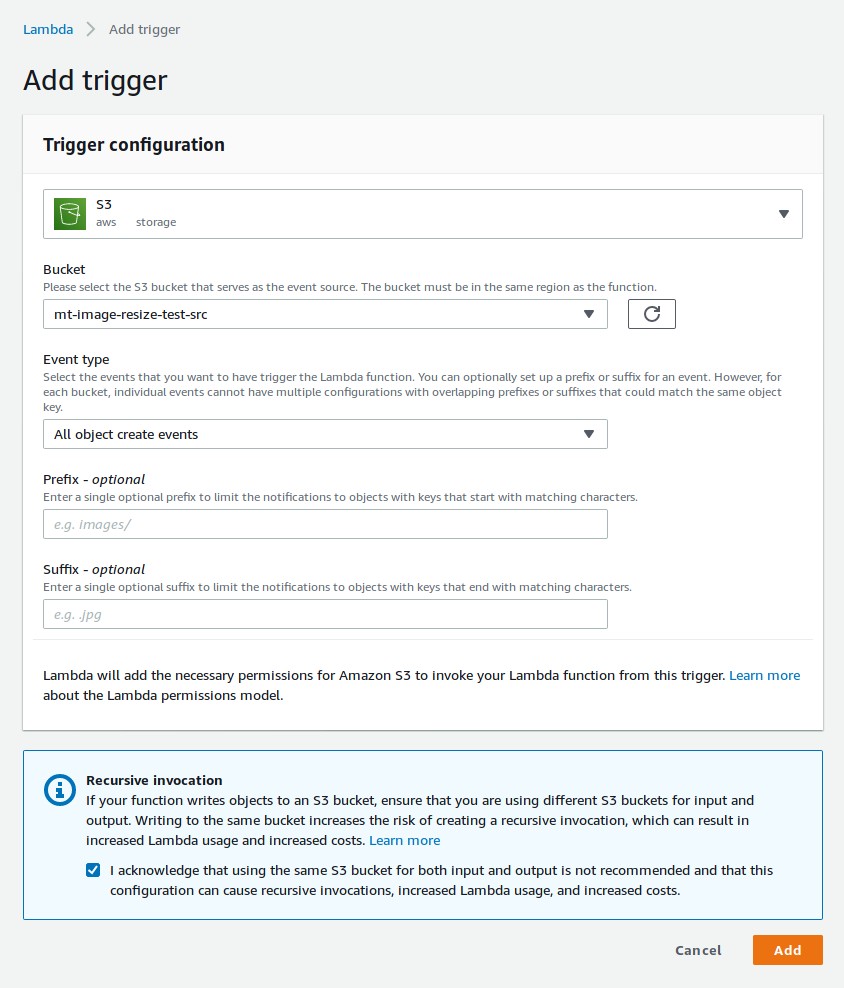 Lambda > Add trigger
Add trigger
Trigger configuration
S3
aws storage
Bucket
Please select the S3 bucket that serves as the event source. The bucket must be in the same region as the function.
mt-image-resize-test-src
Event type
Select the events that you want to have trigger the Lambda function. You can optionally set up a prefix or suffix for an event. However, for
each bucket, individual events cannot have multiple configurations with overlapping prefixes or suffixes that could match the same object
key.
All object create events
Prefix - optional
Enter a single optional prefix to limit the notifications to objects with keys that start with matching characters.
e.g. images/
Suffix - optional
Enter a single optional suffix to limit the notifications to objects with keys that end with matching characters.
e.g. .jpg
Lambda will add the necessary permissions for Amazon S3 to invoke your Lambda function from this trigger. Learn more
about the Lambda permissions model.
Recursive invocation
If your function writes objects to an S3 bucket, ensure that you are using different S3 buckets for input and
output. Writing to the same bucket increases the risk of creating a recursive invocation, which can result in
increased Lambda usage and increased costs. Learn more
I acknowledge that using the same S3 bucket for both input and output is not recommended and that this
configuration can cause recursive invocations, increased Lambda usage, and increased costs.
Cancel Add